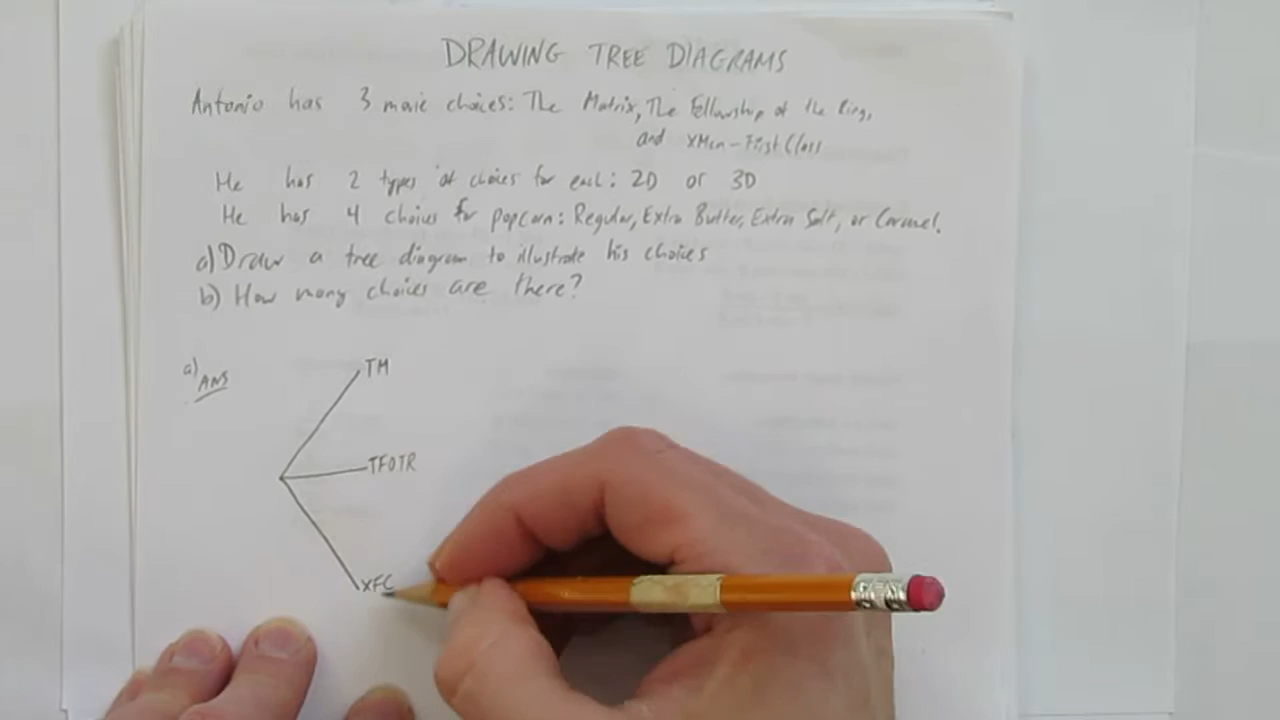 DRAWING TREE DIAGRAMS
Antonio has 3 movie choices: The Matrix, The Fellowship of the Ring,
and XMen-First Class
He has 2 types of choices for each: 2D or 3D
He has 4 choices for popcorn: Regular, Extra Butter, Extra Salt, or Caramel.
a) Draw a tree diagram to illustrate his choices
b) How many choices are there?
a) ANS
TM
TFOTR
XFC